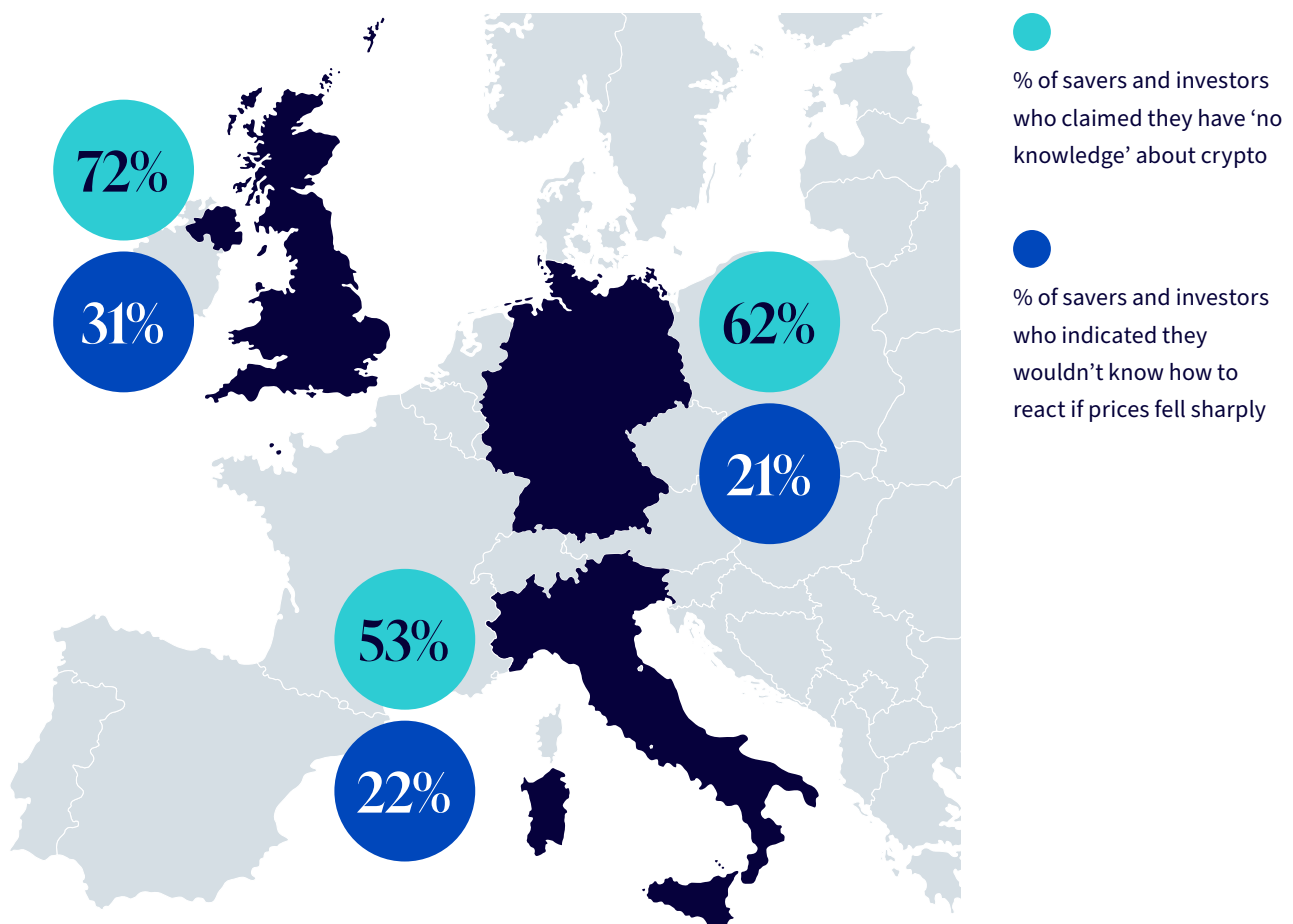 72%
31%
62%
21%
53%
22%
% of savers and investors
who claimed they have ‘no
knowledge’ about crypto
% of savers and investors
who indicated they
wouldn’t know how to
react if prices fell sharply